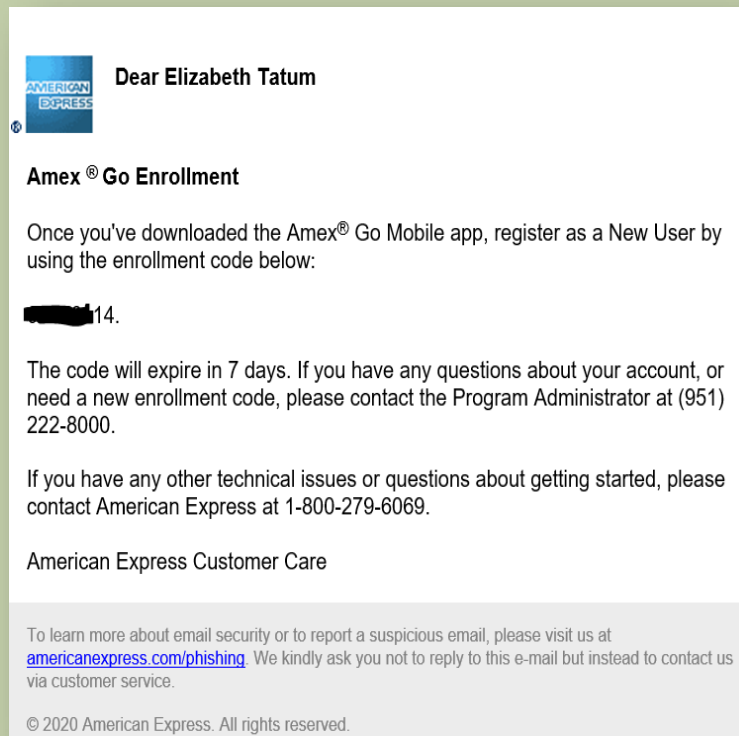 AMERICAN
EXPRESS
®
Dear Elizabeth Tatum
Amex ® Go Enrollment
Once you've downloaded the Amex® Go Mobile app, register as a New User by
using the enrollment code below:
14.
The code will expire in 7 days. If you have any questions about your account, or
need a new enrollment code, please contact the Program Administrator at (951)
222-8000.
If you have any other technical issues or questions about getting started, please
contact American Express at 1-800-279-6069.
American Express Customer Care
To learn more about email security or to report a suspicious email, please visit us at
americanexpress.com/phishing. We kindly ask you not to reply to this e-mail but instead to contact us
via customer service.
© 2020 American Express. All rights reserved.